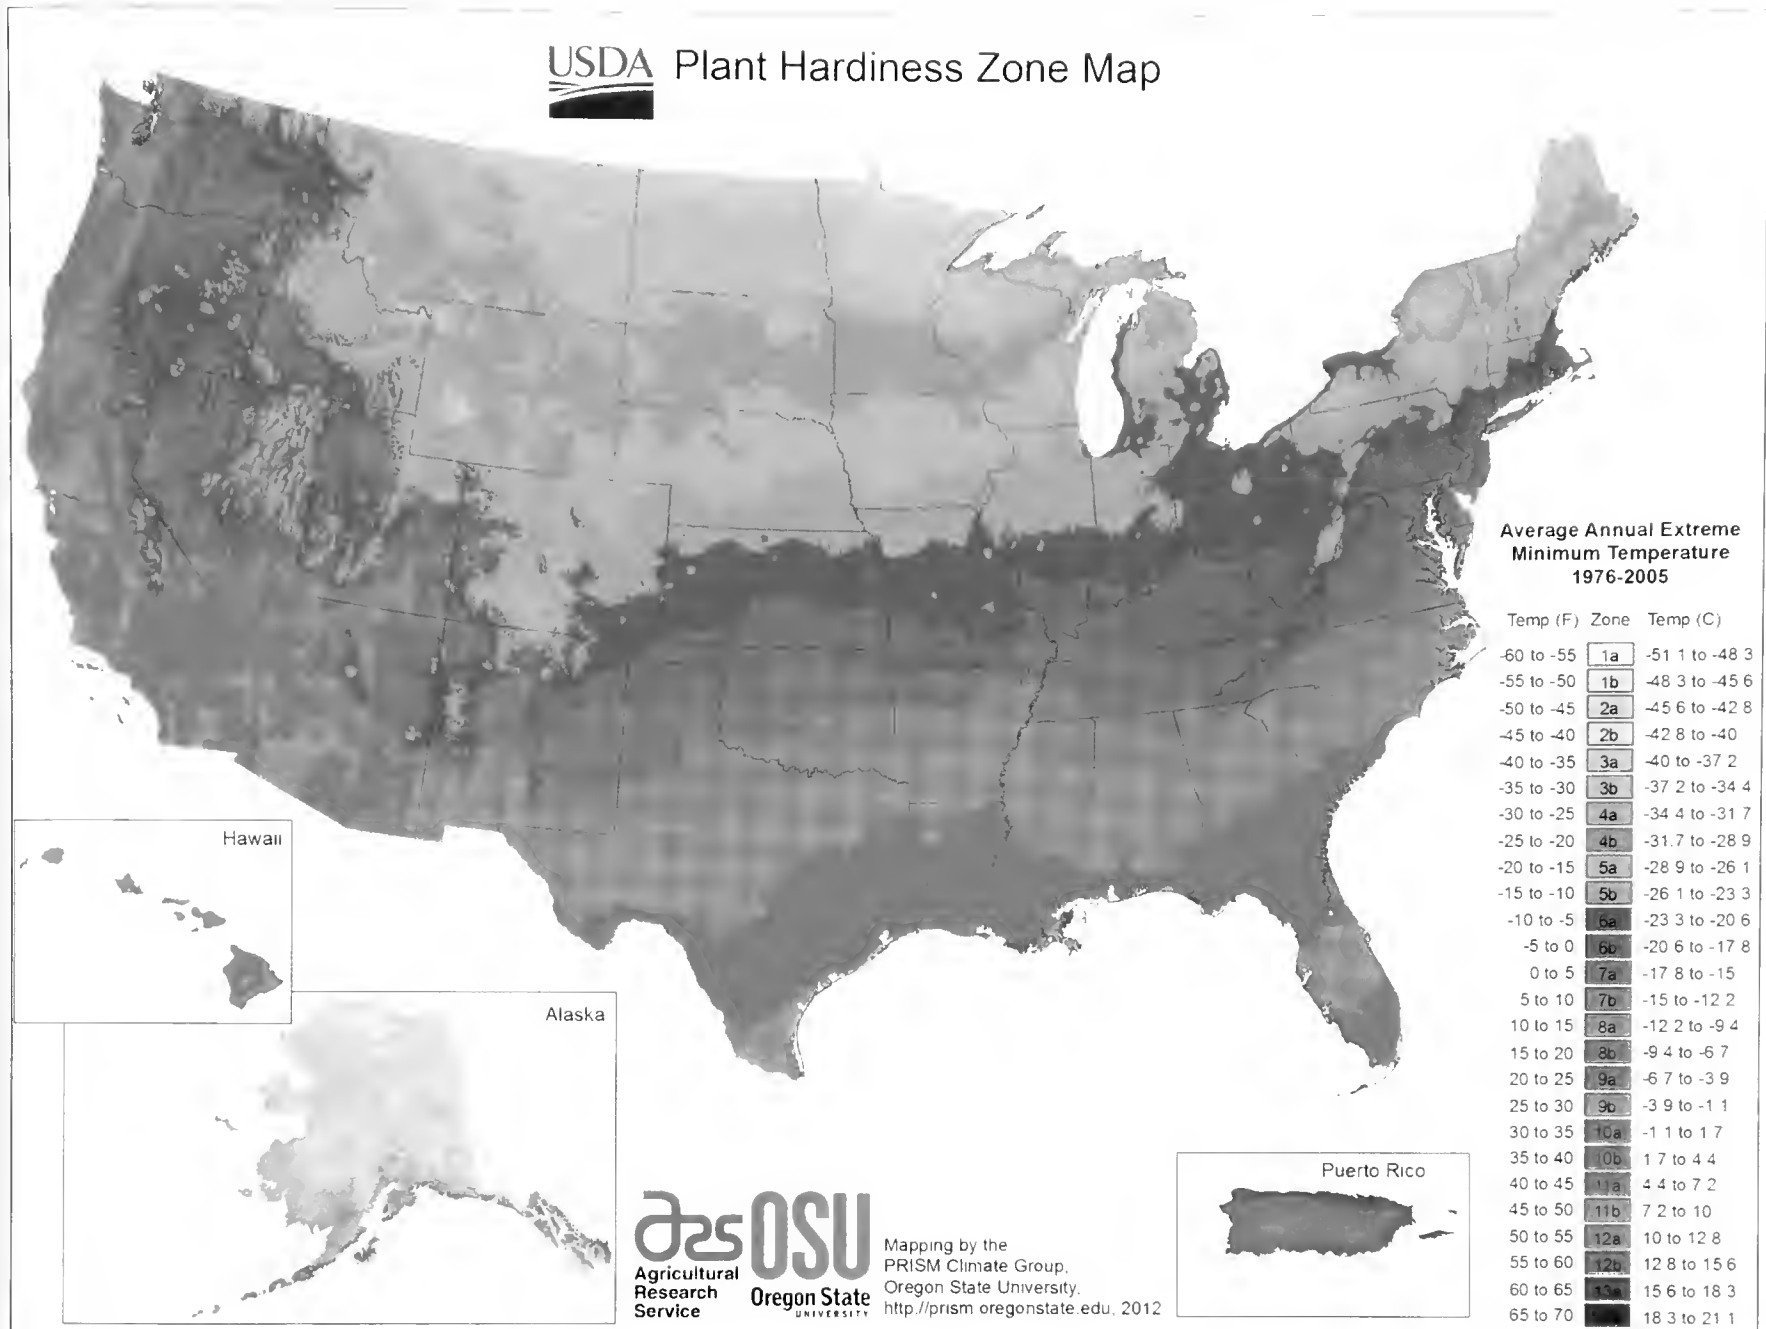 USDA Plant Hardiness Zone Map
Average Annual Extreme
Minimum Temperature
1976-2005
Temp (F) Zone Temp (C)
-60 to -55 1a -51 1 to -48 3
-55 to -50 1b -48 3 to -45 6
-50 to -45 2a -45 6 to -42 8
-45 to -40 2b -42 8 to -40
-40 to -35 3a -40 to -37 2
-35 to -30 3b -37 2 to -34 4
-30 to -25 4a -34 4 to -31 7
-25 to -20 4b -31.7 to -28 9
-20 to -15 5a -28 9 to -26 1
-15 to -10 5b -26 1 to -23 3
-10 to -5 6a -23 3 to -20 6
-5 to 0 6b -20 6 to -17 8
0 to 5 7a -17 8 to -15
5 to 10 7b -15 to -12 2
10 to 15 8a -12 2 to -9 4
15 to 20 8b -9 4 to -6 7
20 to 25 9a -6 7 to -3 9
25 to 30 9b -3 9 to -1 1
30 to 35 10a -1 1 to 1 7
35 to 40 10b 1 7 to 4 4
40 to 45 11a 4 4 to 7 2
45 to 50 11b 7 2 to 10
50 to 55 12a 10 to 12 8
55 to 60 12b 12 8 to 15 6
60 to 65 13a 15 6 to 18 3
65 to 70 18 3 to 21 1
Hawaii
Alaska
Puerto Rico
ars
Agricultural
Research
Service
OSU
Oregon State
UNIVERSITY
Mapping by the
PRISM Climate Group,
Oregon State University.
http.//prism oregonstate.edu, 2012